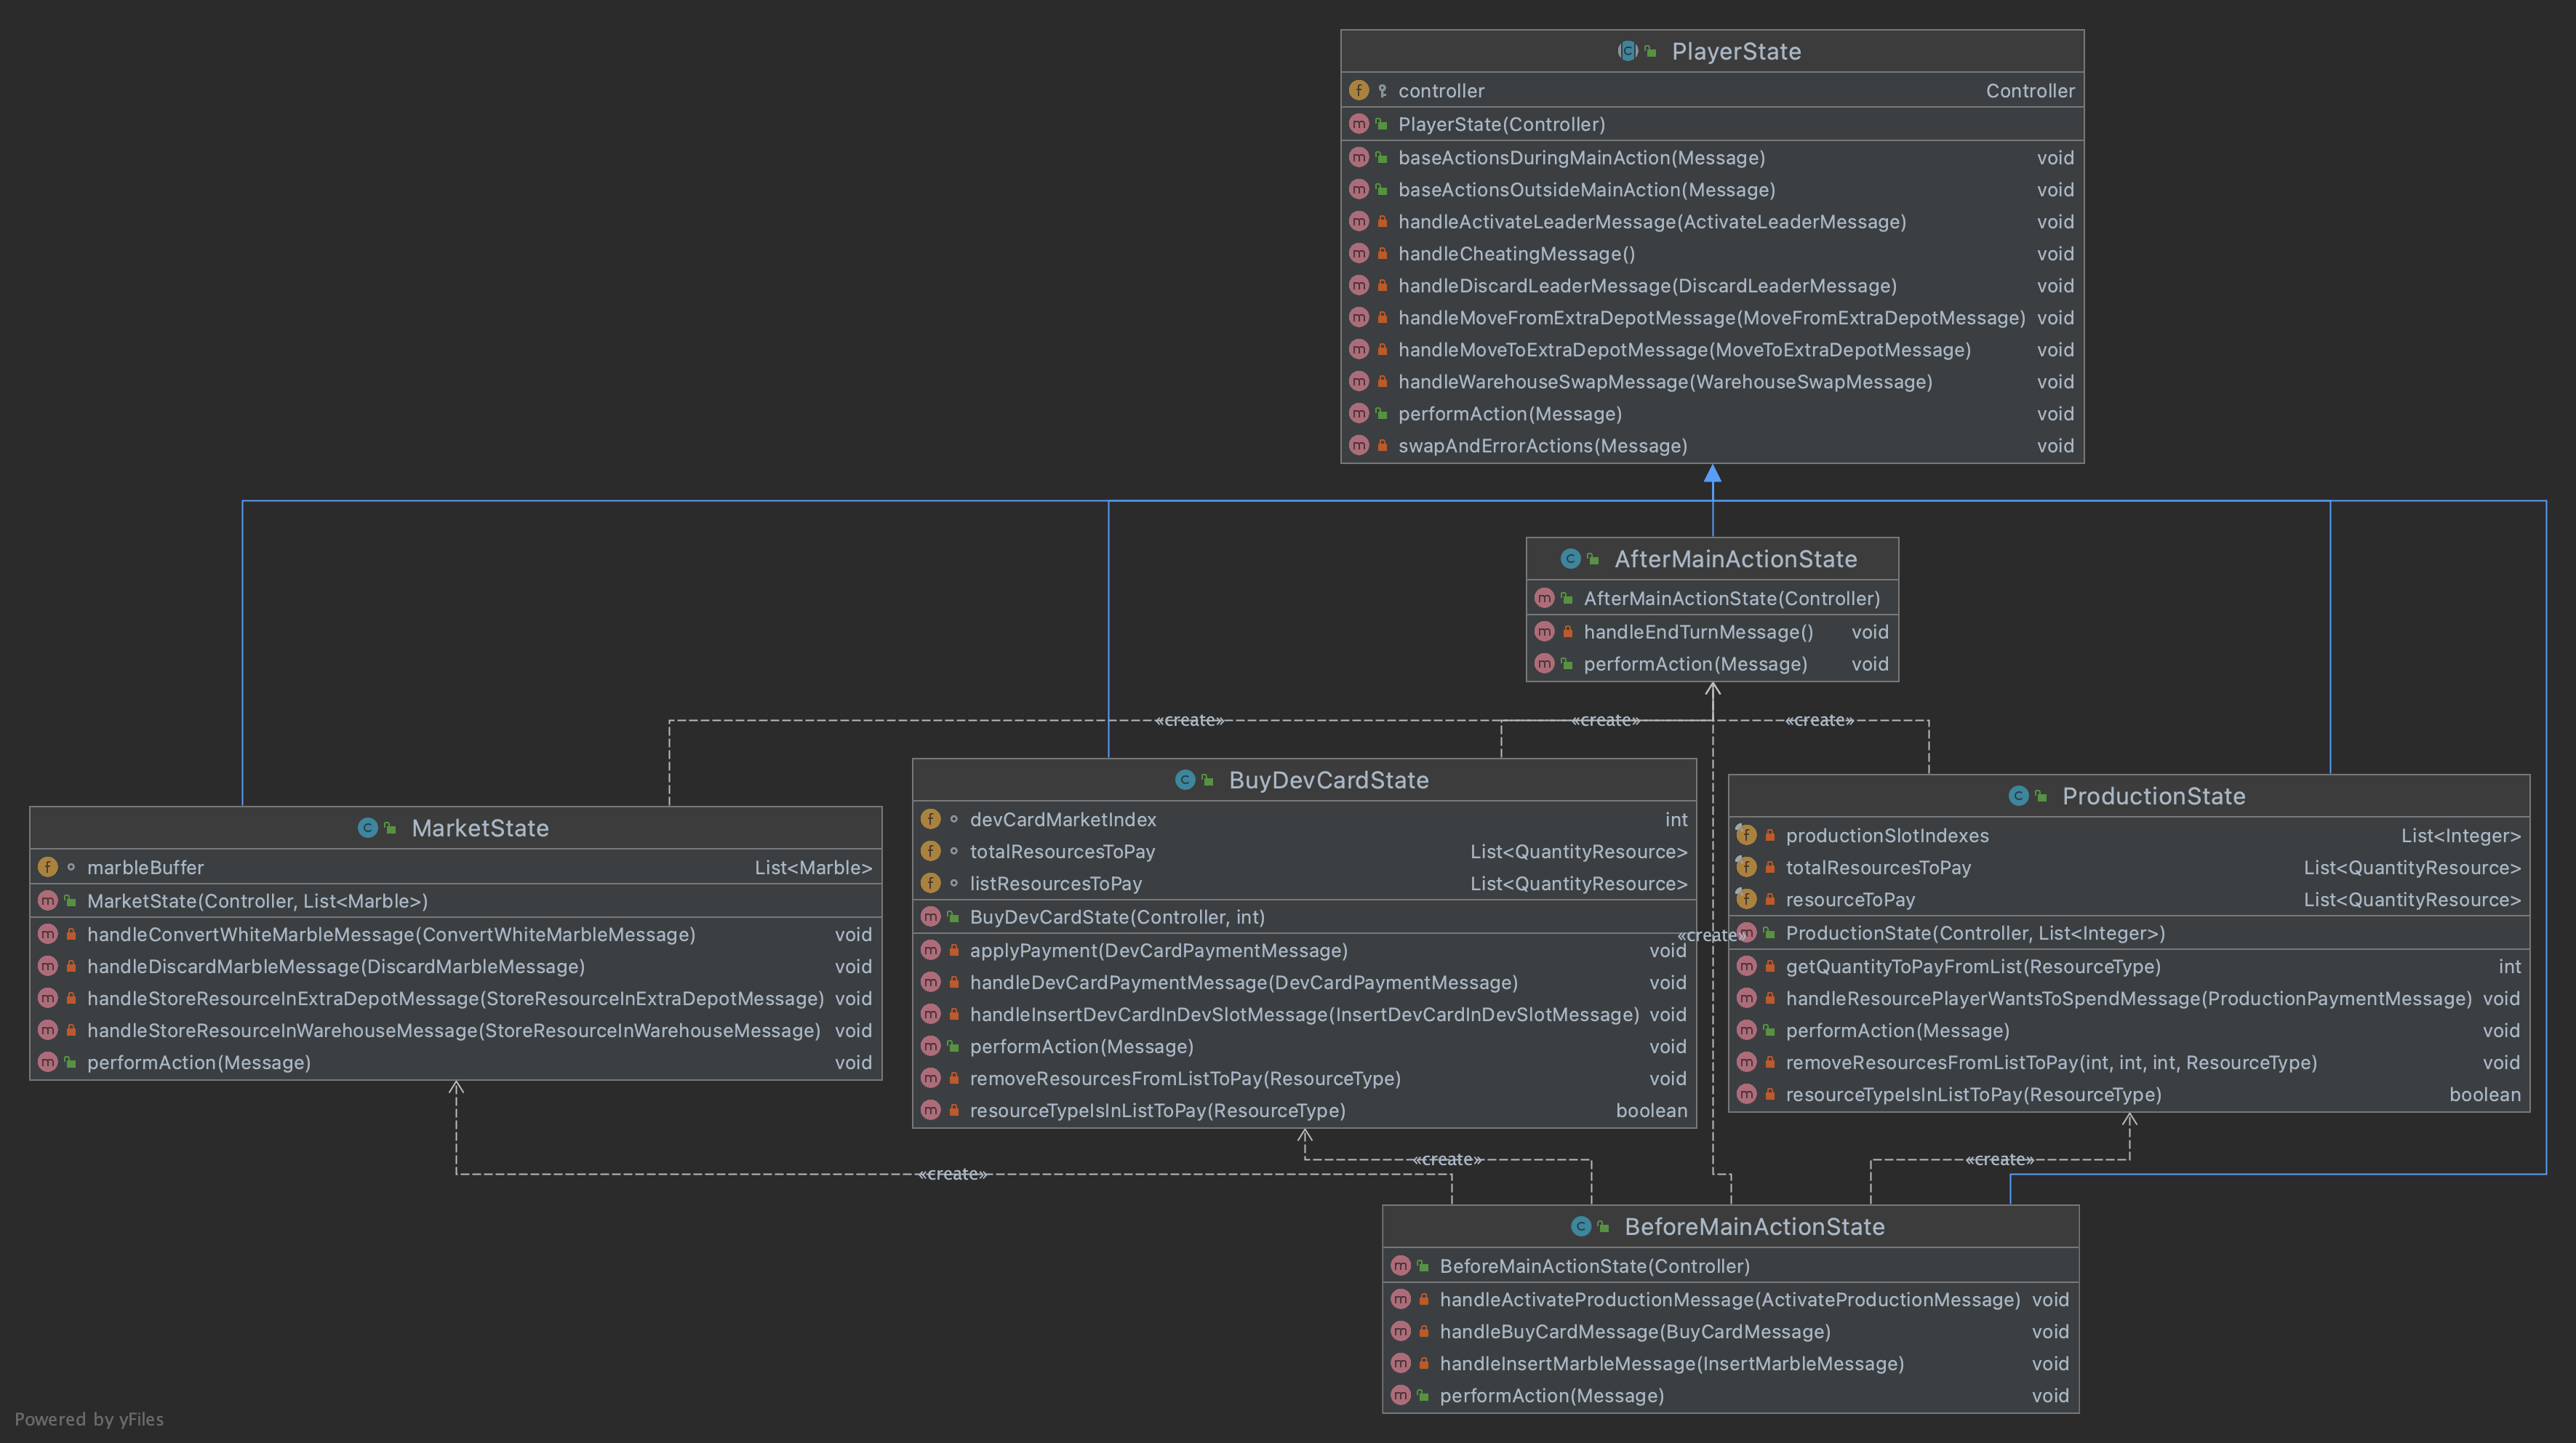 PlayerState
controller Controller
PlayerState(Controller)
baseActionsDuringMainAction(Message) void
baseActionsOutsideMainAction(Message) void
handleActivateLeaderMessage(ActivateLeaderMessage) void
handleCheatingMessage() void
handleDiscardLeaderMessage(DiscardLeaderMessage) void
handleMoveFromExtraDepotMessage(MoveFromExtraDepotMessage) void
handleMoveToExtraDepotMessage(MoveToExtraDepotMessage) void
handleWarehouseSwapMessage(WarehouseSwapMessage) void
performAction(Message) void
swapAndErrorActions(Message) void
AfterMainActionState
AfterMainActionState(Controller)
handleEndTurnMessage() void
performAction(Message) void
«create» «create» «create»
MarketState
marbleBuffer List<Marble>
MarketState(Controller, List<Marble>)
handleConvertWhiteMarbleMessage(ConvertWhiteMarbleMessage) void
handleDiscardMarbleMessage(DiscardMarbleMessage) void
handleStoreResourceInExtraDepotMessage(StoreResourceInExtraDepotMessage) void
handleStoreResourceInWarehouseMessage(StoreResourceInWarehouseMessage) void
performAction(Message) void
BuyDevCardState
devCardMarketIndex int
totalResourcesToPay List<QuantityResource>
listResourcesToPay List<QuantityResource>
BuyDevCardState(Controller, int)
applyPayment(DevCardPaymentMessage) void
handleDevCardPaymentMessage(DevCardPaymentMessage) void
handleInsertDevCardInDevSlotMessage(InsertDevCardInDevSlotMessage) void
performAction(Message) void
removeResourcesFromListToPay(ResourceType) void
resourceTypeIsInListToPay(ResourceType) boolean
«create»
ProductionState
productionSlotIndexes List<Integer>
totalResourcesToPay List<QuantityResource>
resourceToPay List<QuantityResource>
ProductionState(Controller, List<Integer>)
getQuantityToPayFromList(ResourceType) int
handleResourcePlayerWantsToSpendMessage(ProductionPaymentMessage) void
performAction(Message) void
removeResourcesFromListToPay(int, int, int, ResourceType) void
resourceTypeIsInListToPay(ResourceType) boolean
«create» «create» «create»
BeforeMainActionState
BeforeMainActionState(Controller)
handleActivateProductionMessage(ActivateProductionMessage) void
handleBuyCardMessage(BuyCardMessage) void
handleInsertMarbleMessage(InsertMarbleMessage) void
performAction(Message) void
Powered by yFiles